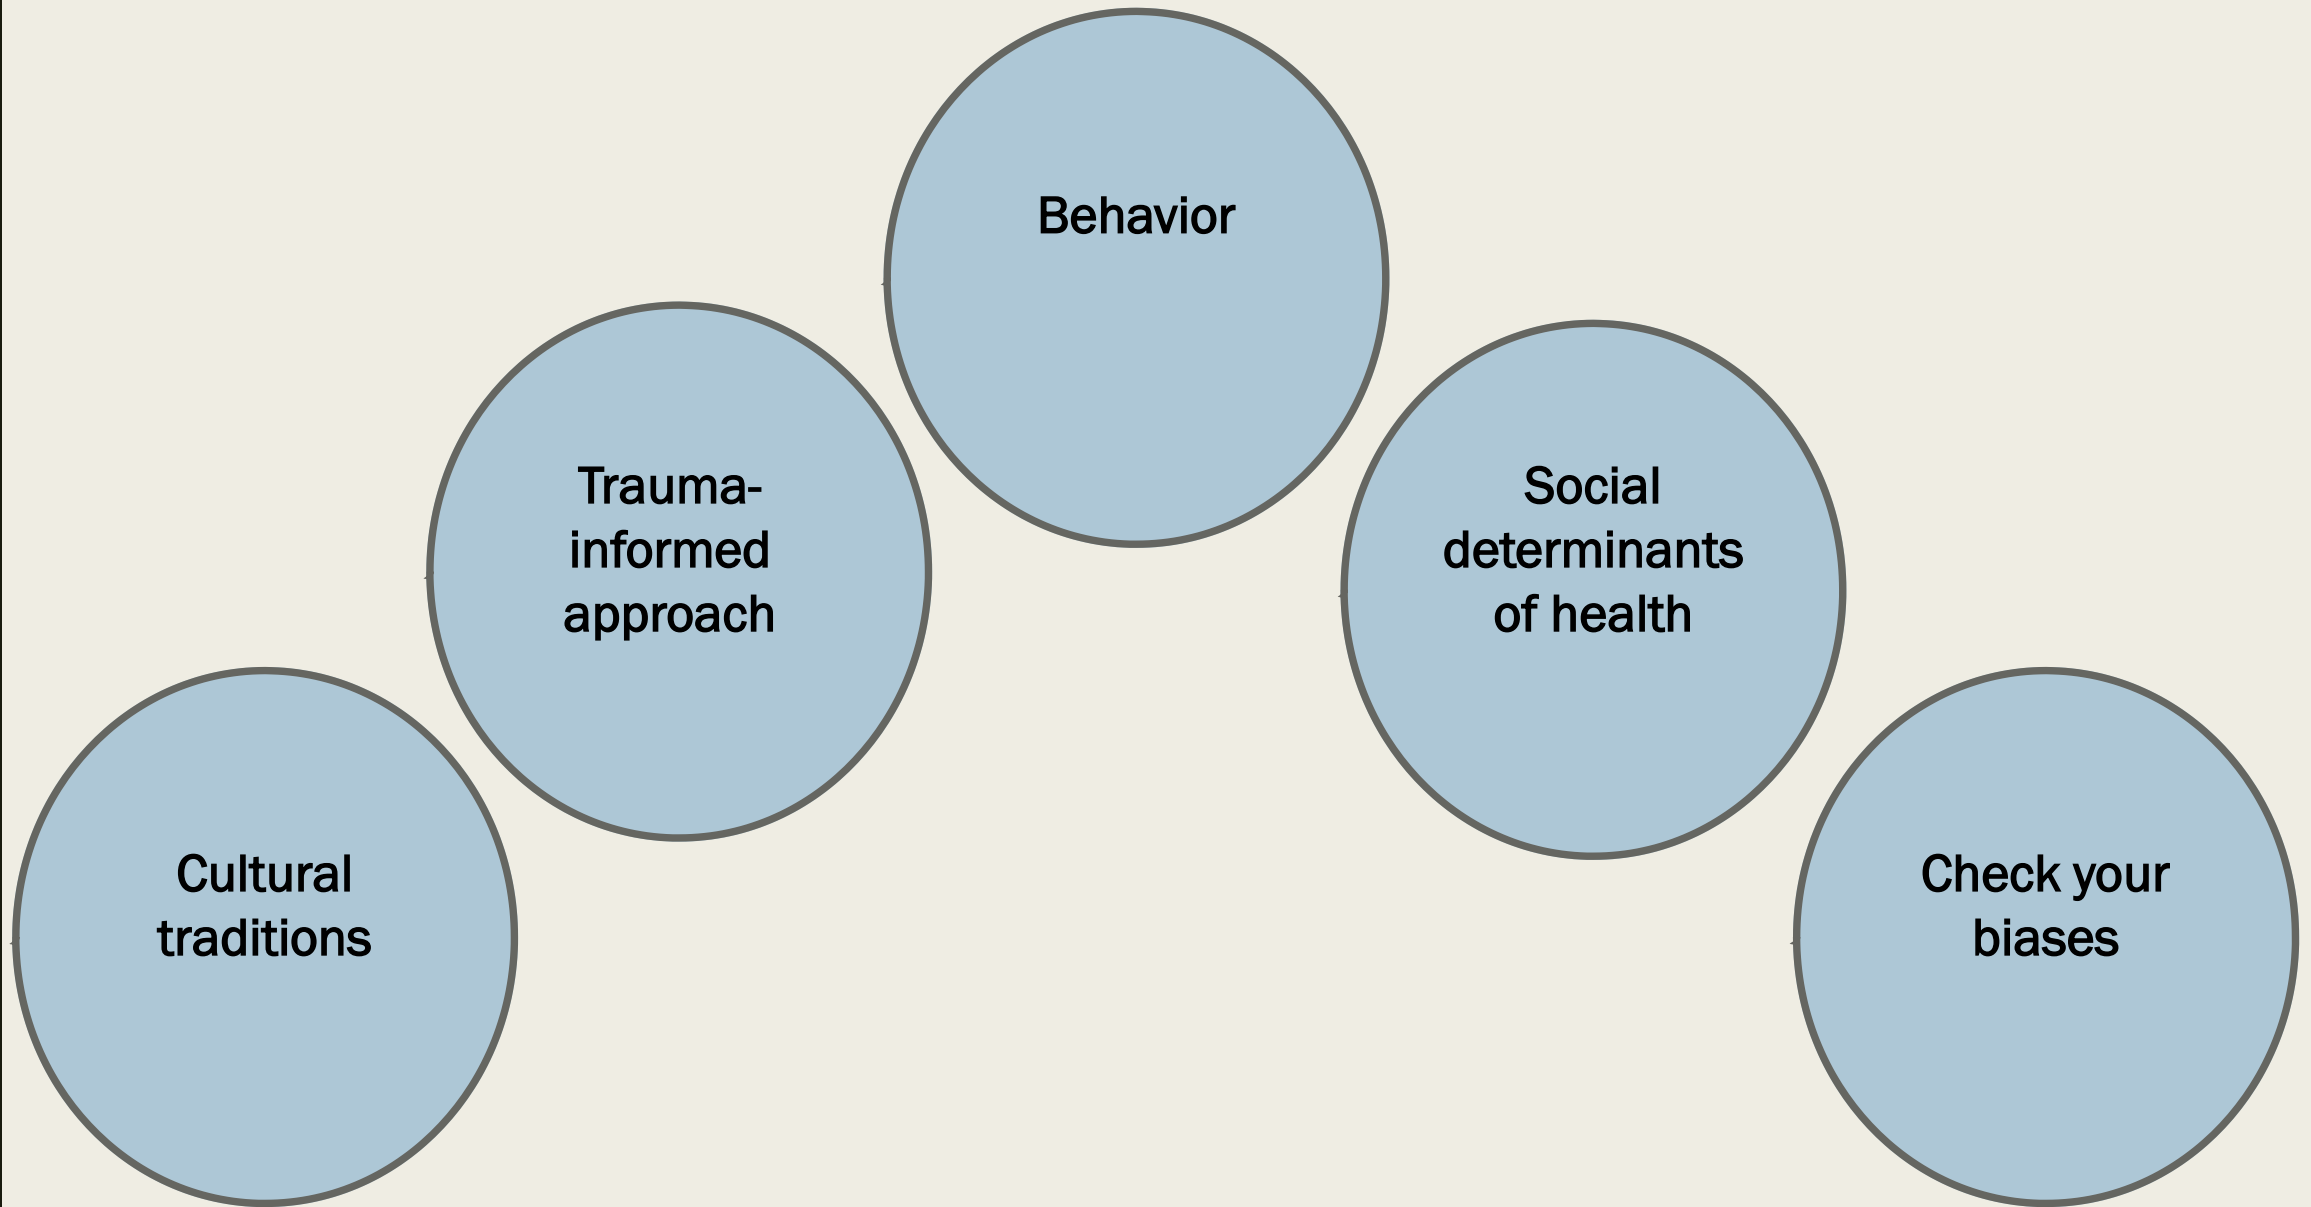 Behavior
Trauma-
informed
approach
Social
determinants
of health
Cultural
traditions
Check your
biases